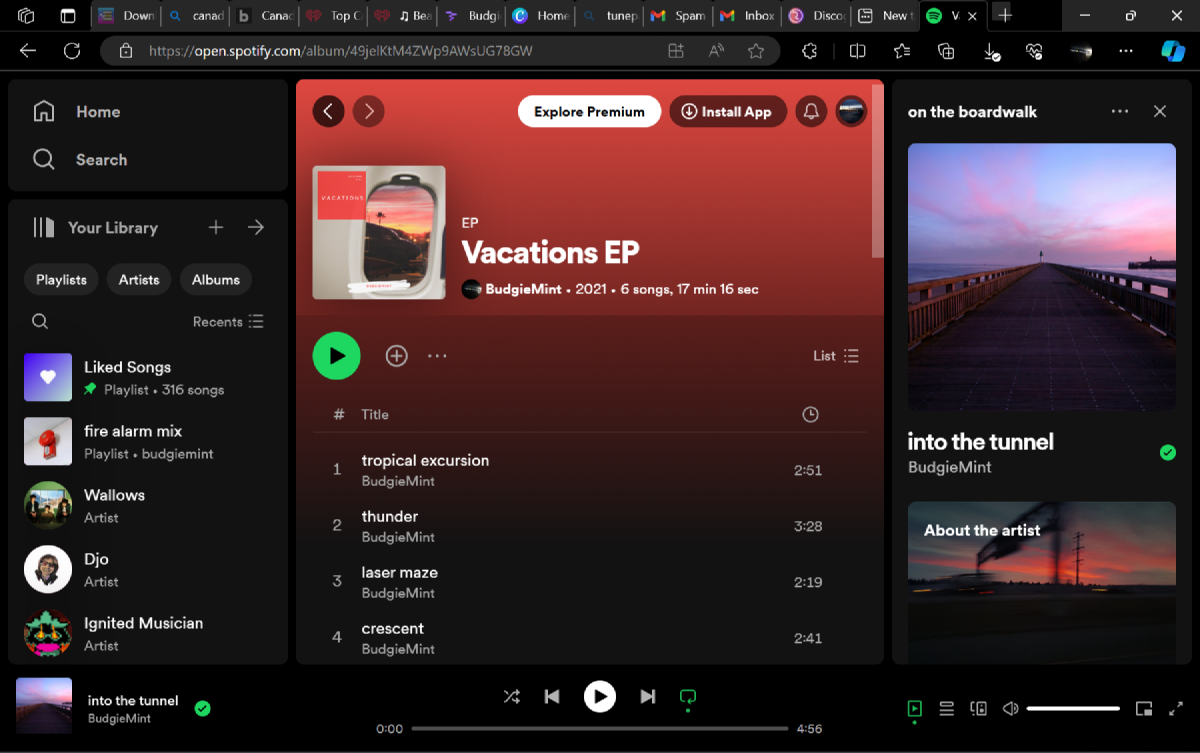 Down
canad
b Canac
Top C
♫ Bea
Budgi
Home
tunep
Spam
Inbox
Disco
New t
V
https://open.spotify.com/album/49jelKtM4ZWp9AWsUG78GW
Home
Search
Your Library
Playlists Artists Albums
Recents
Liked Songs
Playlist • 316 songs
fire alarm mix
Playlist • budgiemint
Wallows
Artist
Djo
Artist
Ignited Musician
Artist
Explore Premium
Install App
VACATIONS
EP
Vacations EP
BudgieMint • 2021 • 6 songs, 17 min 16 sec
List
# Title
1 tropical excursion 2:51
BudgieMint
2 thunder 3:28
BudgieMint
3 laser maze 2:19
BudgieMint
4 crescent 2:41
BudgieMint
on the boardwalk
into the tunnel
BudgieMint
About the artist
into the tunnel
BudgieMint
0:00
4:56